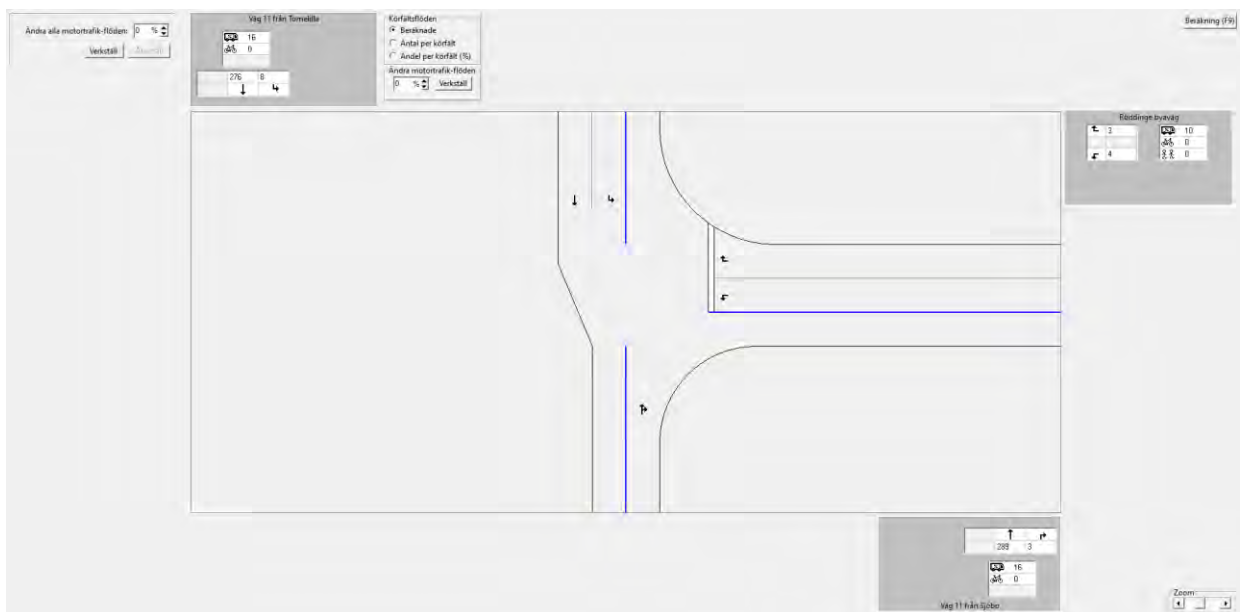 Ändra alla motortrafik-flöden: 0 %
Verkställ
Väg 11 från Tomelilla
16
0
276 8
Körfältsflöden
Beräknade
Antal per körfält
Andel per körfält (%)
Ändra motortrafik-flöden
0 % Verkställ
Beräkning (F9)
Röddinge byaväg
3 10
0
4 0
289 3
16
0
Väg 11 från Sjöbo
Zoom